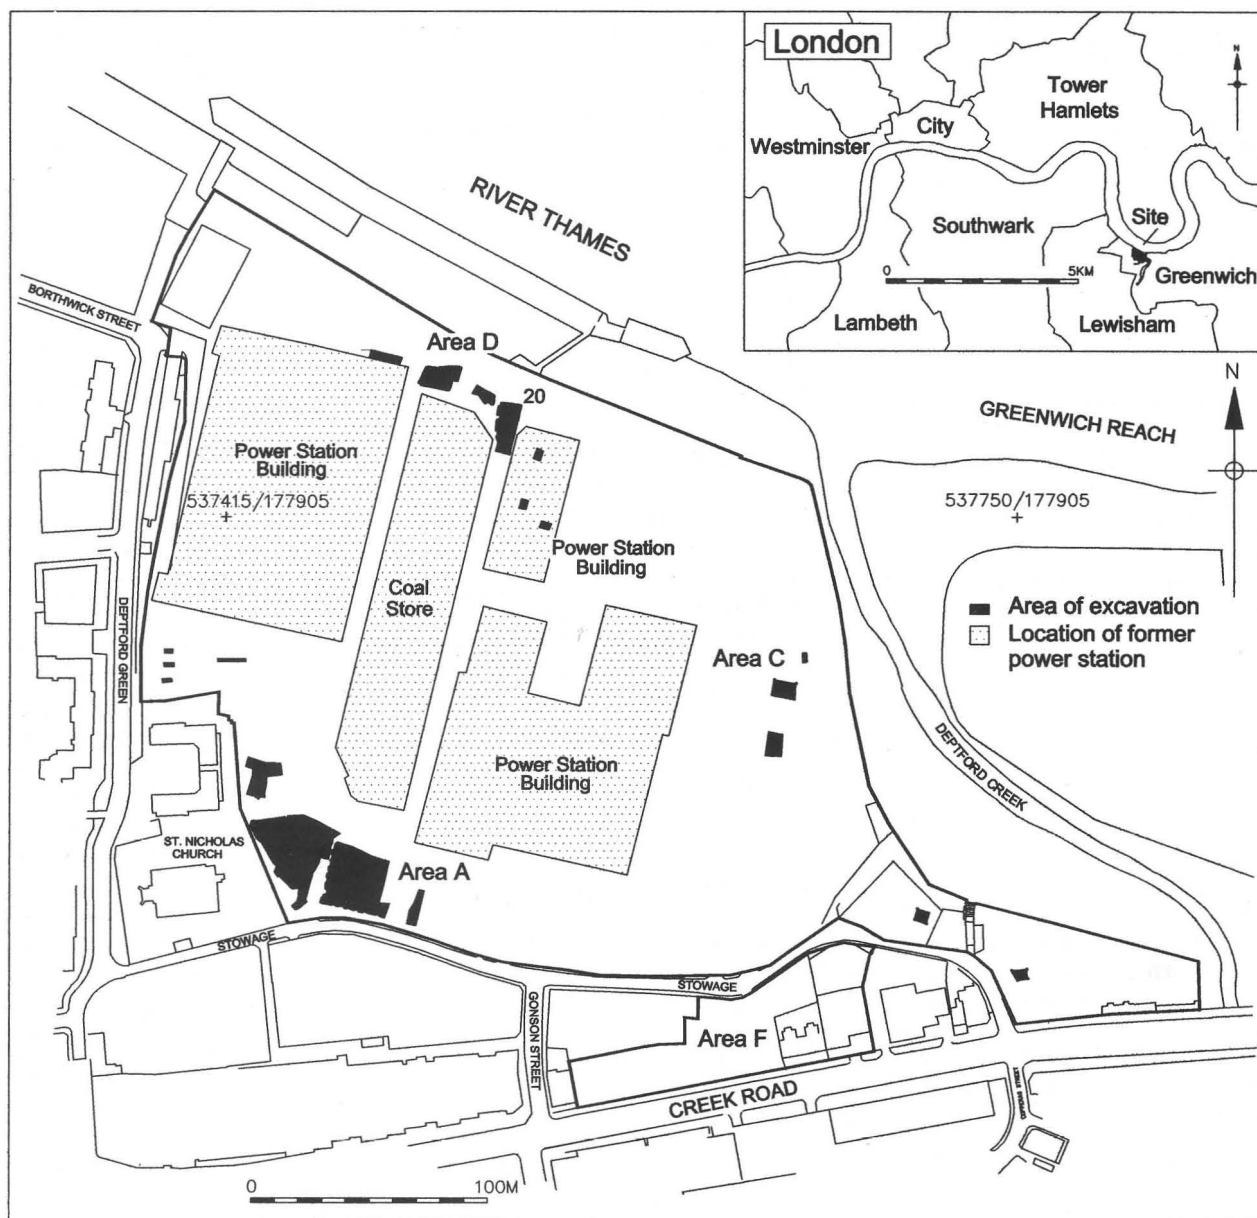 London
N
Tower
Hamlets
City
Westminster
Southwark
Site
0
5KM
Greenwich
Lambeth
Lewisham
RIVER THAMES
BORTHWICK STREET
Area D
20
N
GREENWICH REACH
Power Station
Building
537415/177905
537750/177905
Power Station
Building
Coal
Store
Area of excavation
Location of former
power station
DEPTFORD GREEN
Area C
DEPTFORD CREEK
Power Station
Building
ST. NICHOLAS
CHURCH
Area A
STOWAGE
STOWAGE
GONSON STREET
Area F
CREEK ROAD
0
100M